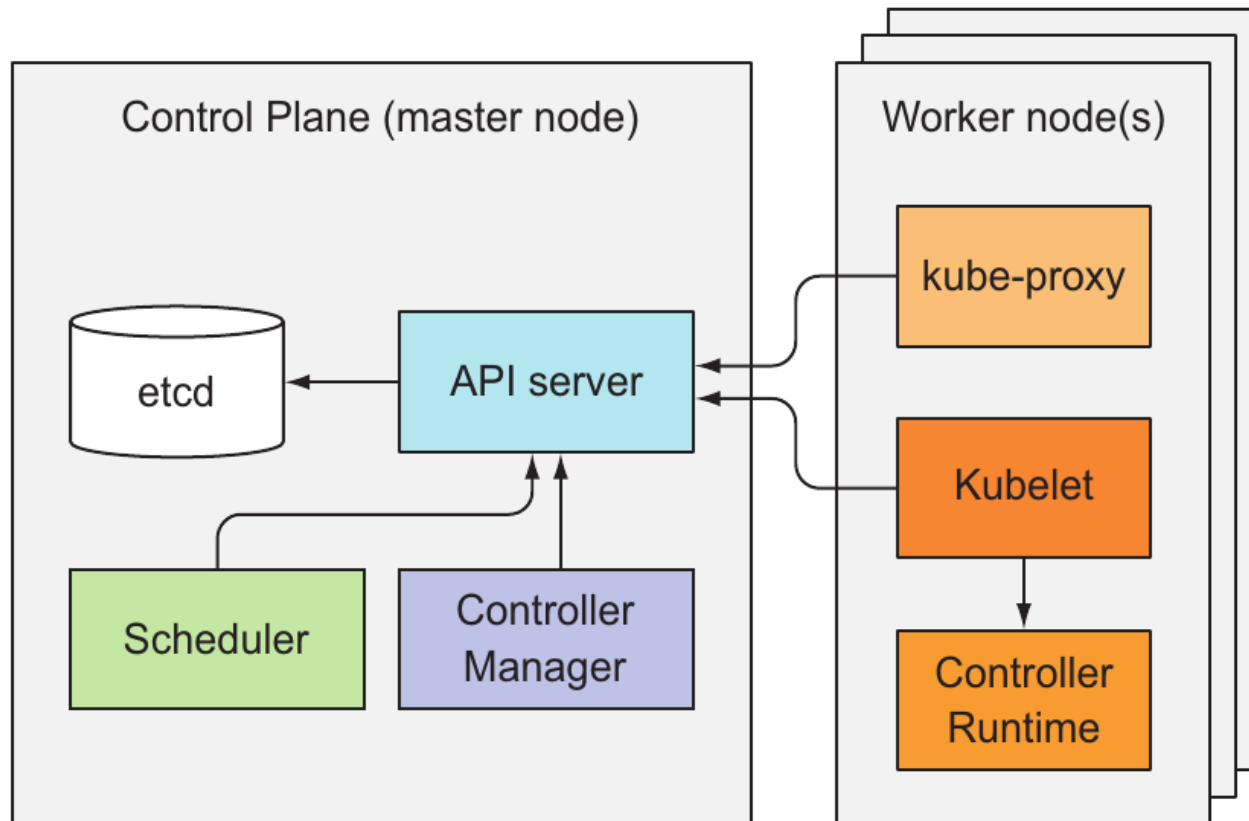 Control Plane (master node)
Worker node(s)
kube-proxy
etcd
API server
Kubelet
Scheduler
Controller
Manager
Controller
Runtime